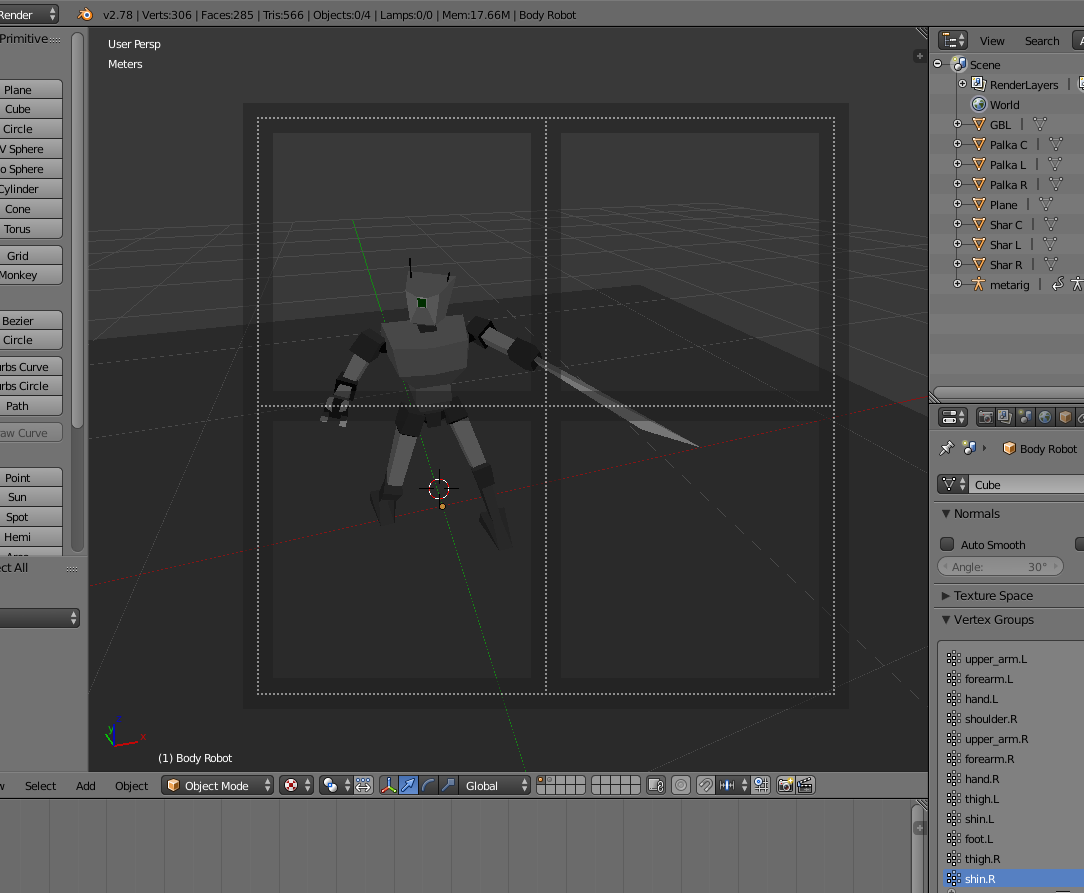 Render
v2.78 | Verts:306 | Faces:285 | Tris:566 | Objects:0/4 | Lamps:0/0 | Mem:17.66M | Body Robot
Primitive
Plane
Cube
Circle
V Sphere
o Sphere
Cylinder
Cone
Torus
Grid
Monkey
Bezier
Circle
urbs Curve
urbs Circle
Path
aw Curve
Point
Sun
Spot
Hemi
ect All
User Persp
Meters
z
y
x
(1) Body Robot
w
Select
Add
Object
Object Mode
Global
View
Search
Scene
RenderLayers |
World
GBL |
Palka C |
Palka L |
Palka R |
Plane |
Shar C |
Shar L |
Shar R |
metarig |
Body Robot
Cube
Normals
Auto Smooth
Angle: 30°
Texture Space
Vertex Groups
upper_arm.L
forearm.L
hand.L
shoulder.R
upper_arm.R
forearm.R
hand.R
thigh.L
shin.L
foot.L
thigh.R
shin.R